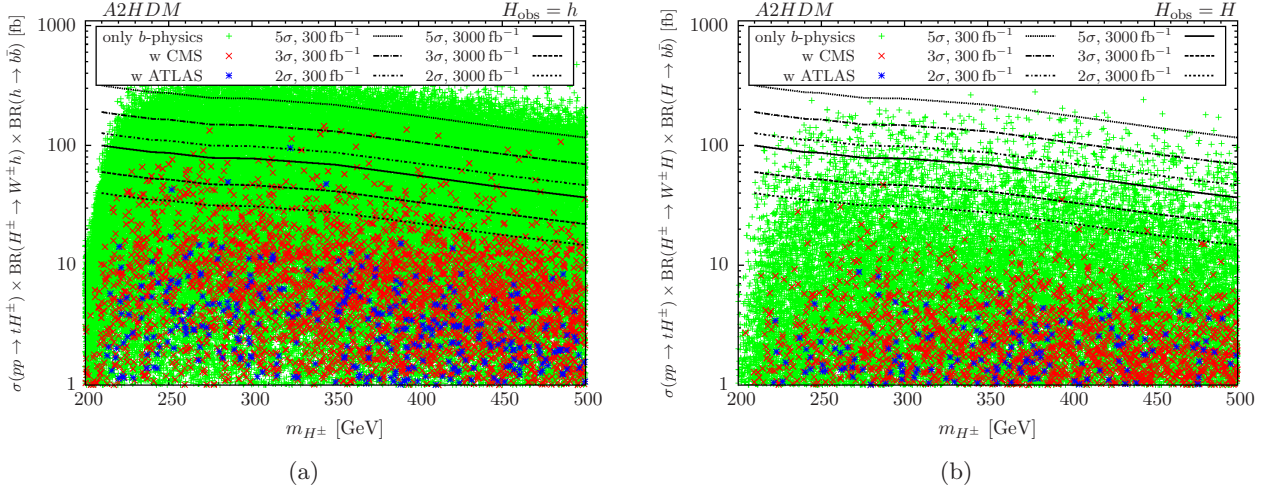 A2HDM H_obs = h
only b-physics 5σ, 300 fb⁻¹ 5σ, 3000 fb⁻¹
w CMS 3σ, 300 fb⁻¹ 3σ, 3000 fb⁻¹
w ATLAS 2σ, 300 fb⁻¹ 2σ, 3000 fb⁻¹
σ(pp → tH^±) × BR(H^± → W^± h) × BR(h → bb̄) [fb]
1000
100
10
1
200 250 300 350 400 450 500
m_{H^±} [GeV]
(a)
A2HDM H_obs = H
only b-physics 5σ, 300 fb⁻¹ 5σ, 3000 fb⁻¹
w CMS 3σ, 300 fb⁻¹ 3σ, 3000 fb⁻¹
w ATLAS 2σ, 300 fb⁻¹ 2σ, 3000 fb⁻¹
σ(pp → tH^±) × BR(H^± → W^± H) × BR(H → bb̄) [fb]
1000
100
10
1
200 250 300 350 400 450 500
m_{H^±} [GeV]
(b)